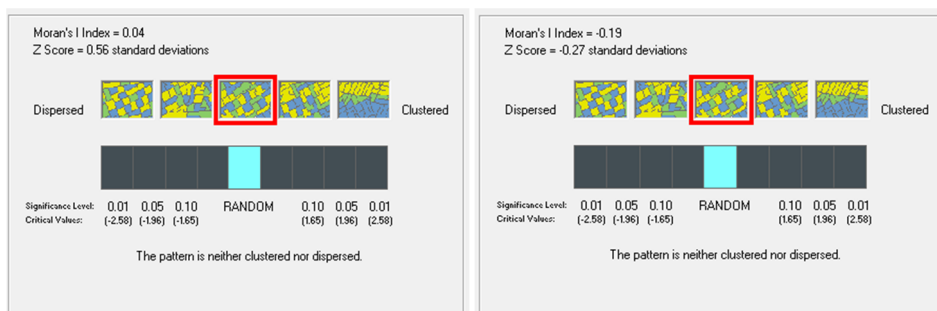 Moran's I Index = 0.04
Z Score = 0.56 standard deviations
Dispersed
Clustered
Significance Level: 0.01 0.05 0.10 RANDOM 0.10 0.05 0.01
Critical Values: (-2.58) (-1.96) (-1.65) (1.65) (1.96) (2.58)
The pattern is neither clustered nor dispersed.
Moran's I Index = -0.19
Z Score = -0.27 standard deviations
Dispersed
Clustered
Significance Level: 0.01 0.05 0.10 RANDOM 0.10 0.05 0.01
Critical Values: (-2.58) (-1.96) (-1.65) (1.65) (1.96) (2.58)
The pattern is neither clustered nor dispersed.